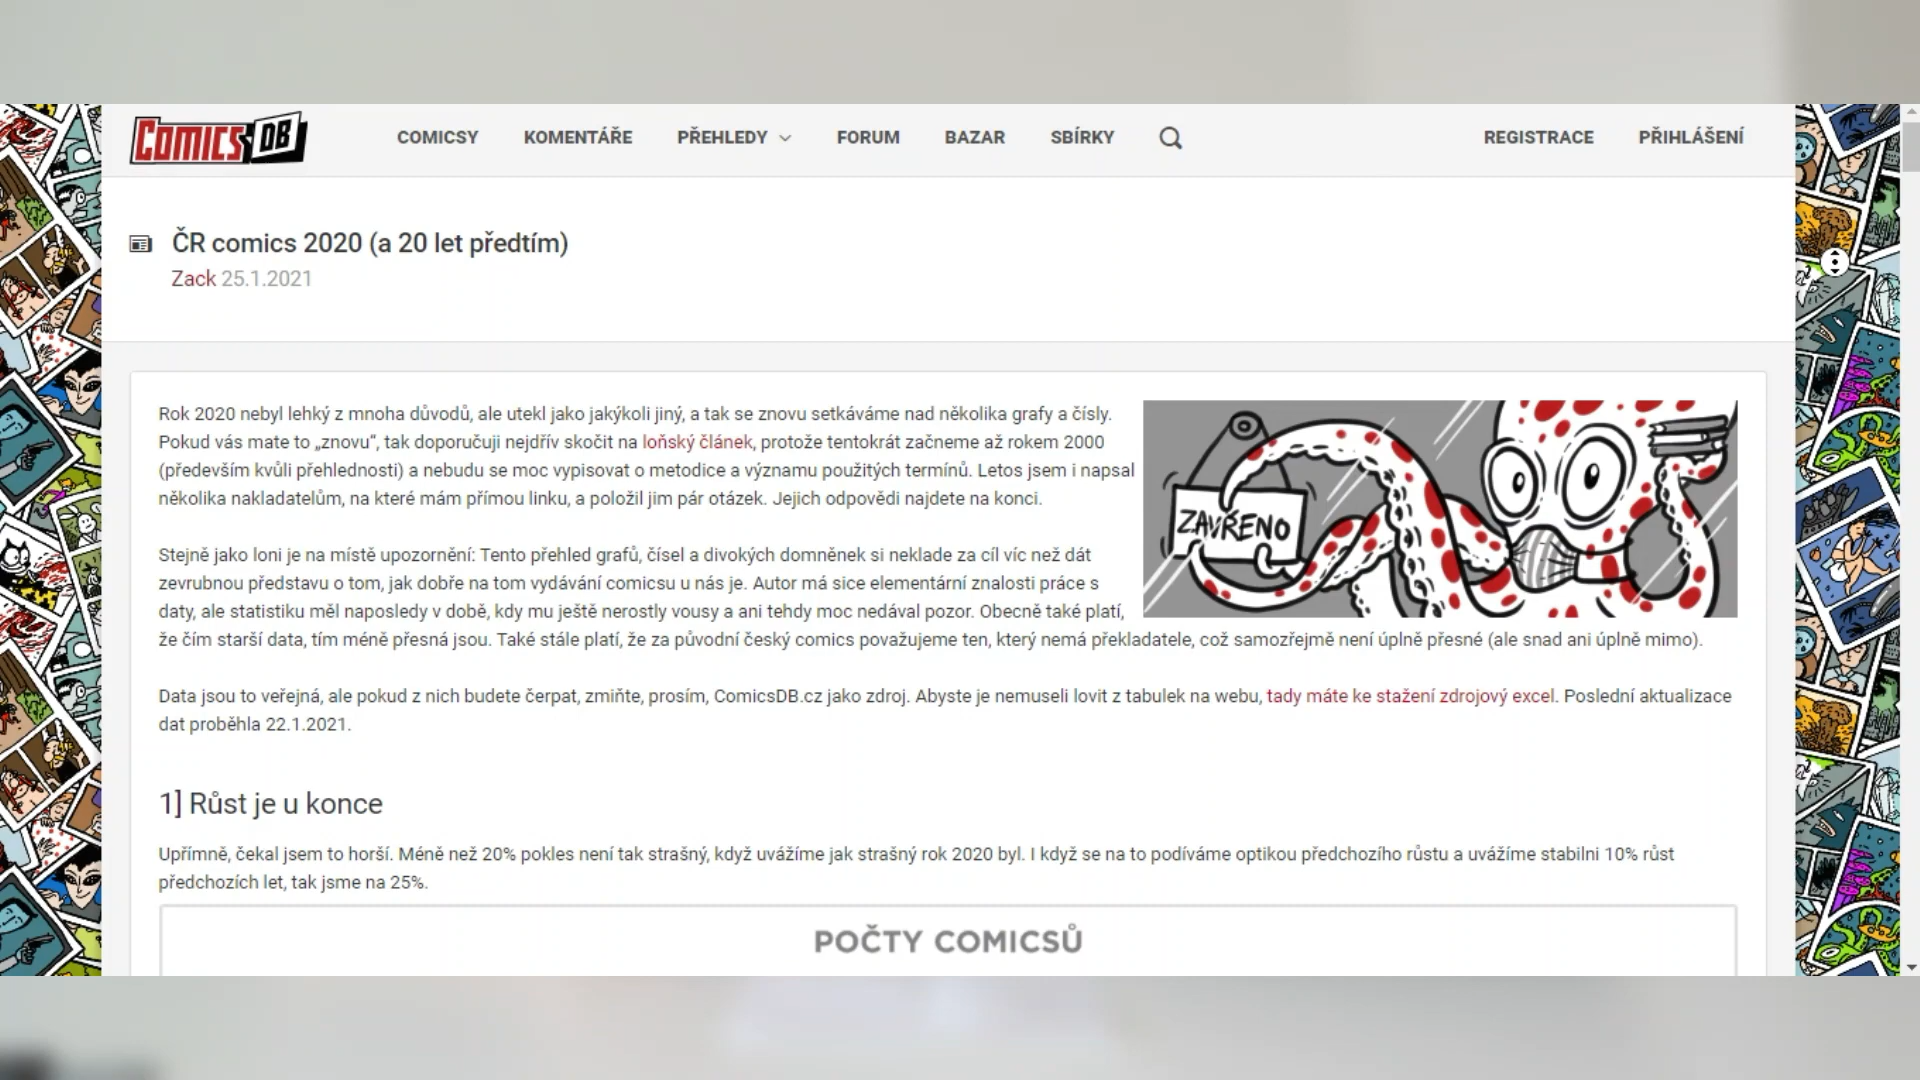 COMICS DB
COMICSY
KOMENTÁŘE
PŘEHLEDY
FORUM
BAZAR
SBÍRKY
REGISTRACE
PŘIHLÁŠENÍ
ČR comics 2020 (a 20 let předtím)
Zack 25.1.2021
Rok 2020 nebyl lehký z mnoha důvodů, ale utekl jako jakýkoli jiný, a tak se znovu setkáváme nad několika grafy a čísly.
Pokud vás mate to „znovu“, tak doporučuji nejdřív skočit na loňský článek, protože tentokrát začneme až rokem 2000
(především kvůli přehlednosti) a nebudu se moc vypisovat o metodice a významu použitých termínů. Letos jsem i napsal
několika nakladatelům, na které mám přímou linku, a položil jim pár otázek. Jejich odpovědi najdete na konci.
ZAVŘENO
Stejně jako loni je na místě upozornění: Tento přehled grafů, čísel a divokých domněnek si neklade za cíl víc než dát
zevrubnou představu o tom, jak dobře na tom vydávání comicsu u nás je. Autor má sice elementární znalosti práce s
daty, ale statistiku měl naposledy v době, kdy mu ještě nerostly vousy a ani tehdy moc nedával pozor. Obecně také platí,
že čím starší data, tím méně přesná jsou. Také stále platí, že za původní český comics považujeme ten, který nemá překladatele, což samozřejmě není úplně přesné (ale snad ani úplně mimo).
Data jsou to veřejná, ale pokud z nich budete čerpat, zmiňte, prosím, ComicsDB.cz jako zdroj. Abyste je nemuseli lovit z tabulek na webu, tady máte ke stažení zdrojový excel. Poslední aktualizace
dat proběhla 22.1.2021.
1] Růst je u konce
Upřímně, čekal jsem to horší. Méně než 20% pokles není tak strašný, když uvážíme jak strašný rok 2020 byl. I když se na to podíváme optikou předchozího růstu a uvážíme stabilni 10% růst
předchozích let, tak jsme na 25%.
POČTY COMICSŮ